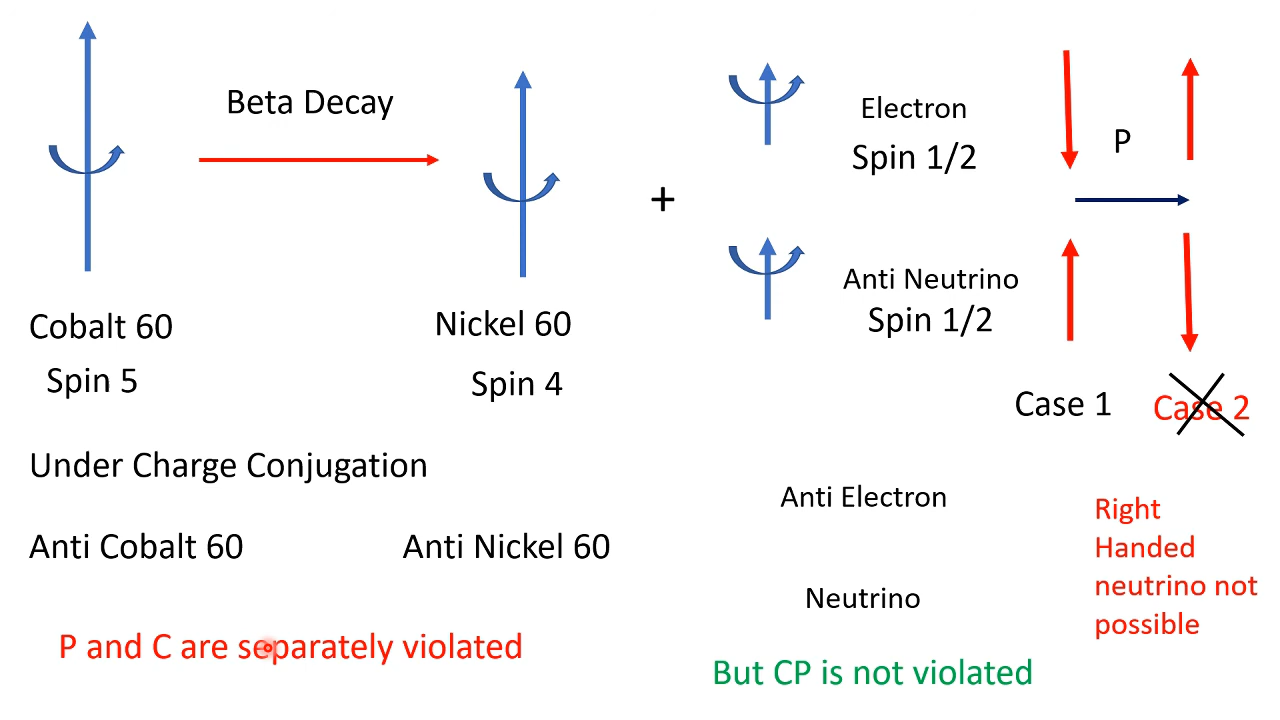 Beta Decay
Electron
Spin 1/2
P
+
Anti Neutrino
Spin 1/2
Cobalt 60
Nickel 60
Spin 5
Spin 4
Case 1
Case 2
Under Charge Conjugation
Anti Electron
Right
Handed
neutrino not
possible
Anti Cobalt 60
Anti Nickel 60
Neutrino
P and C are separately violated
But CP is not violated